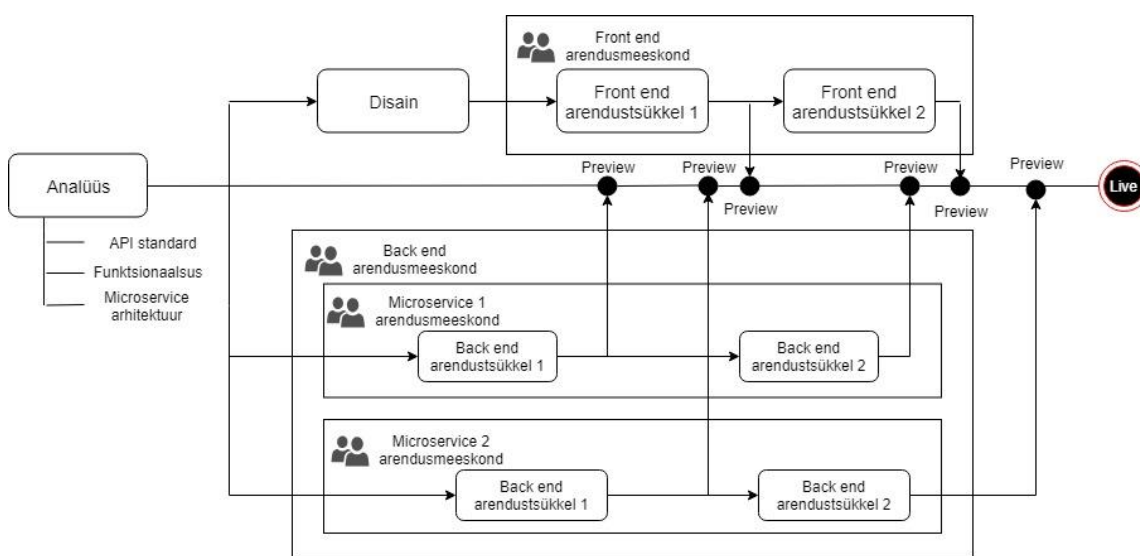 Front end
arendusmeeskond
Disain
Front end
arendustsükkel 1
Front end
arendustsükkel 2
Analüüs
Preview
Preview
Preview
Preview
Preview
Preview
Live
API standard
Funktsionaalsus
Microservice
arhitektuur
Back end
arendusmeeskond
Microservice 1
arendusmeeskond
Back end
arendustsükkel 1
Back end
arendustsükkel 2
Microservice 2
arendusmeeskond
Back end
arendustsükkel 1
Back end
arendustsükkel 2